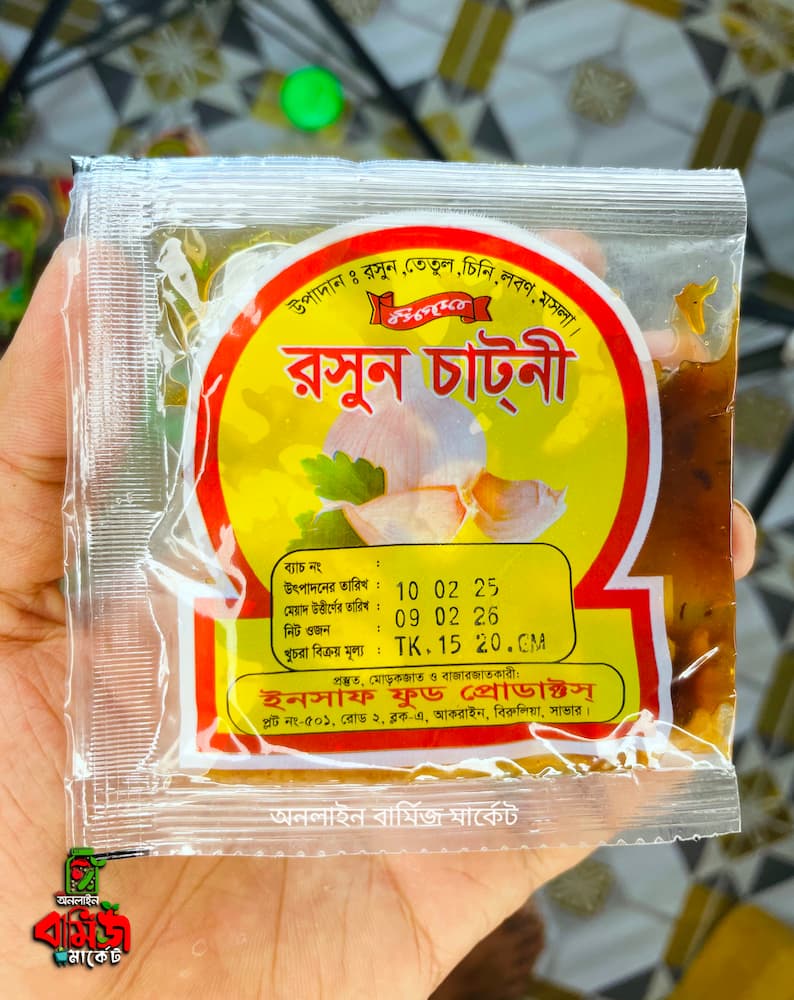 উপাদান : রসুন, তেতুল, চিনি, লবণ, মসলা।
রসুন চাট্‌নী
ব্যাচ নং :
উৎপাদনের তারিখ : 10 02 25
মেয়াদ উত্তীর্ণের তারিখ : 09 02 26
নিট ওজন :
খুচরা বিক্রয় মূল্য : TK. 15 20.GM
প্রস্তুত, মোড়কজাত ও বাজারজাতকারী:
ইনসাফ ফুড প্রোডাক্টস্
প্লট নং-৫০১, রোড ২, ব্লক-এ, আকরাইন, বিরুলিয়া, সাভার।
অনলাইন বার্মিজ মার্কেট
অনলাইন
বার্মিজ
মার্কেট